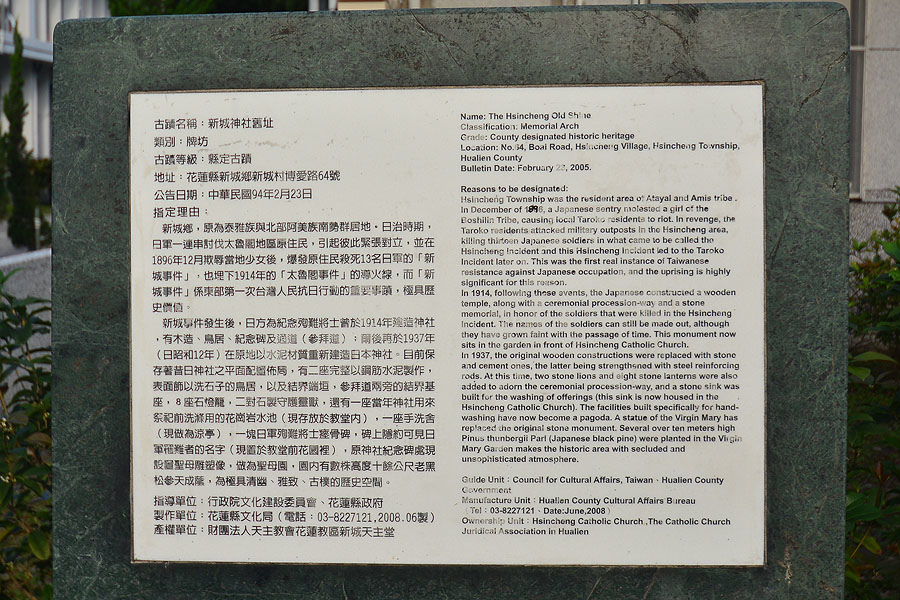 古蹟名稱：新城神社舊址
類別：牌坊
古蹟等級：縣定古蹟
地址：花蓮縣新城鄉新城村博愛路64號
公告日期：中華民國94年2月23日
指定理由：
新城鄉，原為泰雅族與北部阿美族南勢群居地。日治時期，
日軍一連串討伐太魯閣地區原住民，引起彼此緊張對立，並在
1896年12月欺辱當地少女後，爆發原住民殺死13名日軍的「新
城事件」。也埋下1914年的「太魯閣事件」的導火線，而「新
城事件」係東部第一次台灣人民抗日行動的重要事蹟，極具歷
史價值。
新城事件發生後，日方為紀念殉難將士曾於1914年建造神社
，有木造、鳥居、紀念碑及通道（參拜道）；爾後再於1937年
（日昭和12年）在原地以水泥材質重新建造日本神社。目前保
存著昔日神社之平面配置佈局，有二座完整以鋼筋水泥製作，
表面飾以洗石子的鳥居，以及結界端垣，參拜道兩旁的結界基
座，8座石燈籠，二對石製守護靈獸，還有一座當年神社用來
祭祀前洗滌用的花崗岩水池（現存放於教堂內），一座手洗舍
（現做為涼亭），一塊日軍殉難將士瘞骨碑，碑上隱約可見日
軍罹難者的名字（現置於教堂前花園裡），原神社紀念碑處現
設置聖母雕塑像，做為聖母園，園內有數株高度十餘公尺老黑
松參天成蔭，為極具清幽、雅致、古樸的歷史空間。
指導單位：行政院文化建設委員會、花蓮縣政府
製作單位：花蓮縣文化局（電話：03-8227121,2008.06製）
產權單位：財團法人天主教會花蓮教區新城天主堂
Name: The Hsincheng Old Shine
Classification: Memorial Arch
Grade: County designated historic heritage
Location: No.64, Boai Road, Hsincheng Village, Hsincheng Township,
Hualien County
Bulletin Date: February 23, 2005.
Reasons to be designated:
Hsincheng Township was the resident area of Atayal and Amis tribe .
In December of 1896, a Japanese sentry molested a girl of the
Boshilin Tribe, causing local Taroko residents to riot. In revenge, the
Taroko residents attacked military outposts in the Hsincheng area,
killing thirteen Japanese soldiers in what came to be called the
Hsincheng Incident and this Hsincheng Incident led to the Taroko
Incident later on. This was the first real instance of Taiwanese
resistance against Japanese occupation, and the uprising is highly
significant for this reason.
In 1914, following these events, the Japanese constructed a wooden
temple, along with a ceremonial procession-way and a stone
memorial, in honor of the soldiers that were killed in the Hsincheng
Incident. The names of the soldiers can still be made out, although
they have grown faint with the passage of time. This monument now
sits in the garden in front of Hsincheng Catholic Church.
In 1937, the original wooden constructions were replaced with stone
and cement ones, the latter being strengthened with steel reinforcing
rods. At this time, two stone lions and eight stone lanterns were also
added to adorn the ceremonial procession-way, and a stone sink was
built for the washing of offerings (this sink is now housed in the
Hsincheng Catholic Church). The facilities built specifically for hand-
washing have now become a pagoda. A statue of the Virgin Mary has
replaced the original stone monument. Several over ten meters high
Pinus thunbergii Parl (Japanese black pine) were planted in the Virgin
Mary Garden makes the historic area with secluded and
unsophisticated atmosphere.
Guide Unit：Council for Cultural Affairs, Taiwan、Hualien County
Government
Manufacture Unit：Hualien County Cultural Affairs Bureau
（Tel：03-8227121、Date:June,2008）
Ownership Unit：Hsincheng Catholic Church.,The Catholic Church
Juridical Association in Hualien